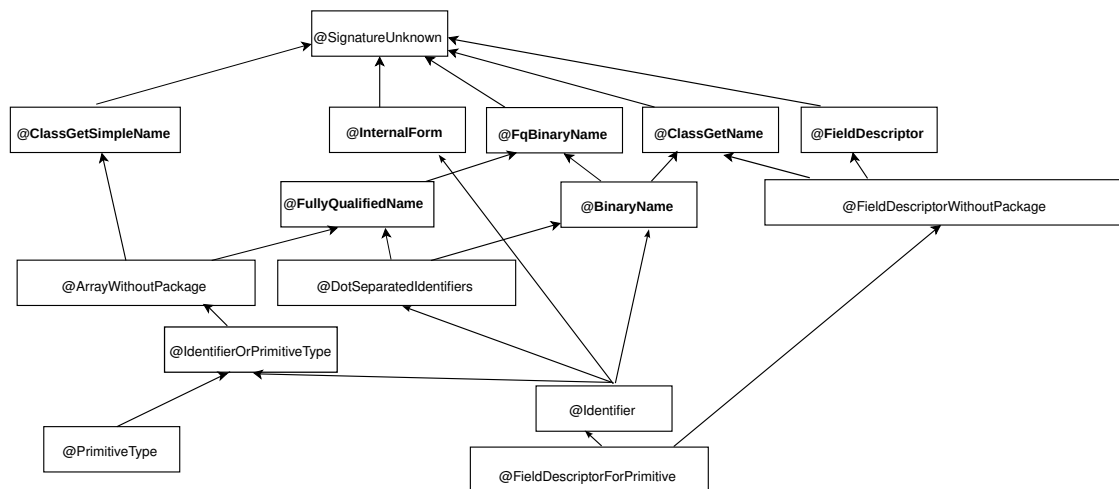 @SignatureUnknown
@ClassGetSimpleName
@InternalForm
@FqBinaryName
@ClassGetName
@FieldDescriptor
@FullyQualifiedName
@BinaryName
@FieldDescriptorWithoutPackage
@ArrayWithoutPackage
@DotSeparatedIdentifiers
@IdentifierOrPrimitiveType
@Identifier
@PrimitiveType
@FieldDescriptorForPrimitive